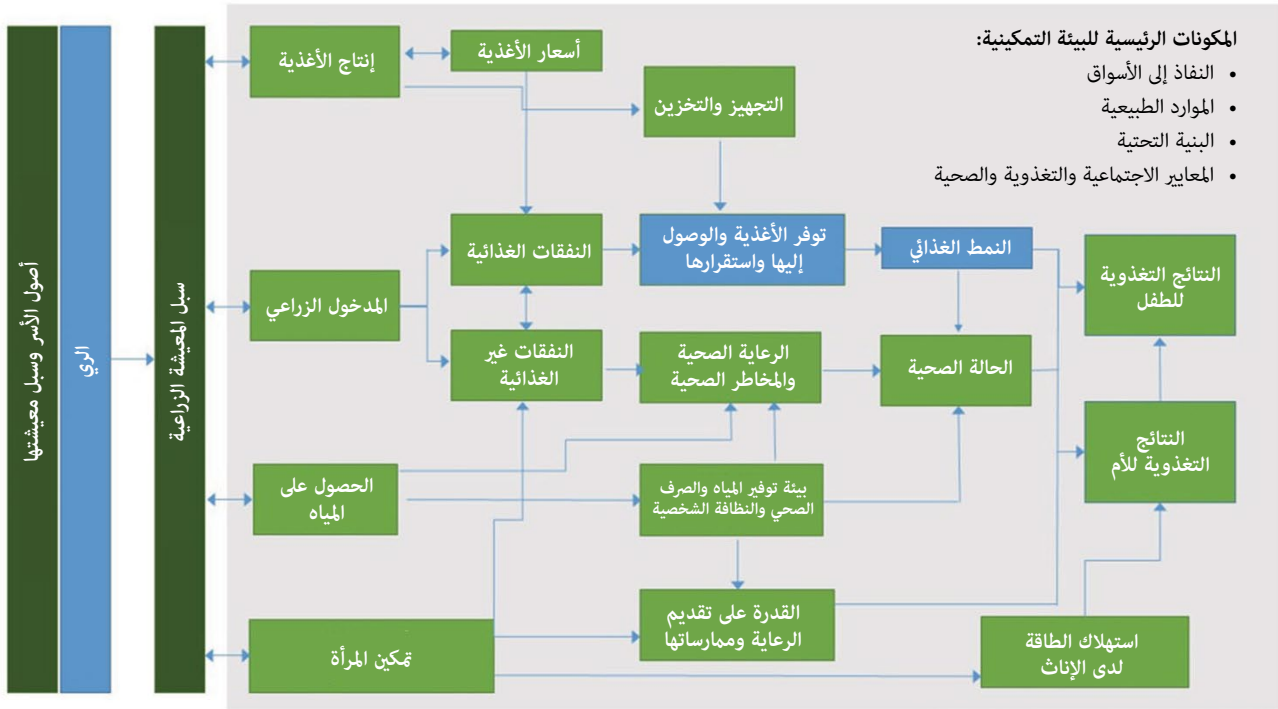 المكونات الرئيسية للبيئة التمكينية:
• النفاذ إلى الأسواق
• الموارد الطبيعية
• البنية التحتية
• المعايير الاجتماعية والتغذوية والصحية
أصول الأسر وسبل معيشتها
الري
سبل المعيشة الزراعية
إنتاج الأغذية
أسعار الأغذية
التجهيز والتخزين
المدخول الزراعي
النفقات الغذائية
توفر الأغذية والوصول
إليها واستقرارها
النمط الغذائي
النتائج التغذوية
للطفل
النفقات غير
الغذائية
الرعاية الصحية
والمخاطر الصحية
الحالة الصحية
النتائج
التغذوية للأم
الحصول على
المياه
بيئة توفير المياه والصرف
الصحي والنظافة الشخصية
تمكين المرأة
القدرة على تقديم
الرعاية وممارساتها
استهلاك الطاقة
لدى الإناث